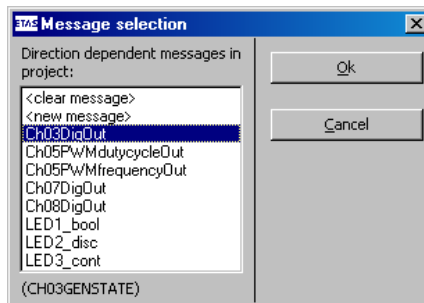 ETAS Message selection
Direction dependent messages in
project:
<clear message>
<new message>
Ch03DigOut
Ch05PWMdutycycleOut
Ch05PWMfrequencyOut
Ch07DigOut
Ch08DigOut
LED1_bool
LED2_disc
LED3_cont
(CH03GENSTATE)
Ok
Cancel